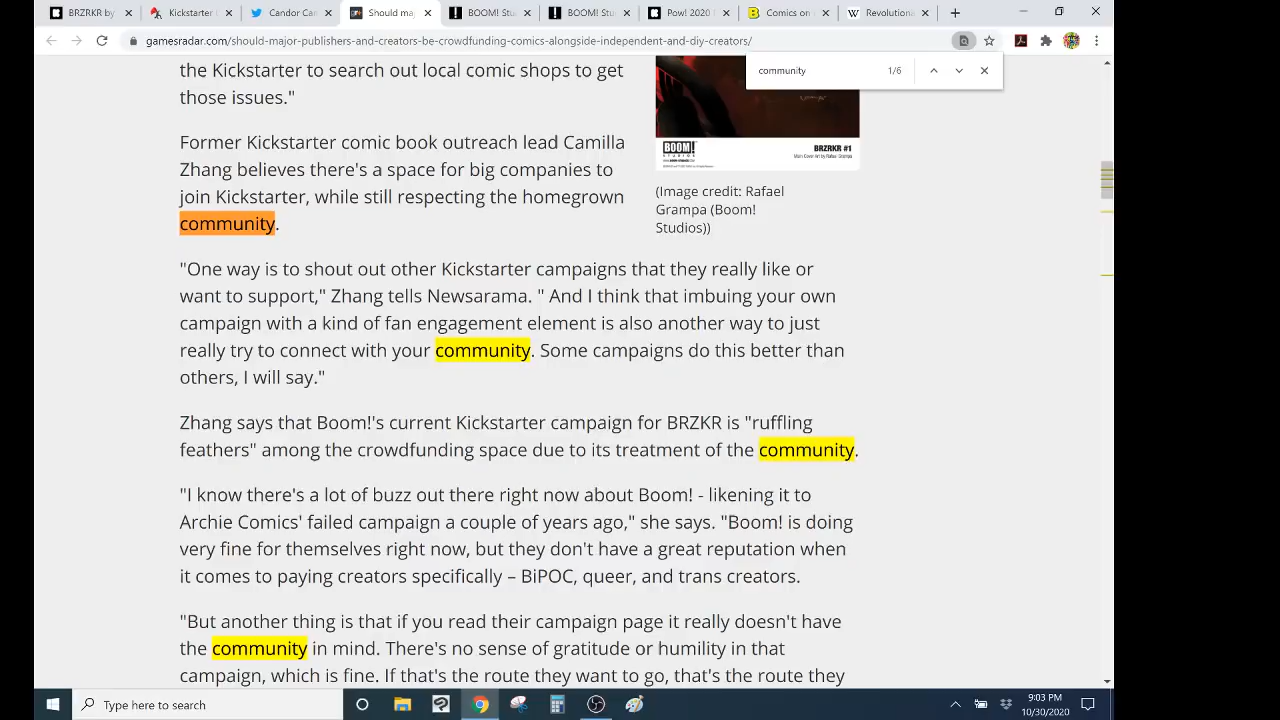 BRZRKR by
Kickstarter C
Candor Can
Should ma
BOOM! Stu
BOOM! Stu
Pow! 2020
Comics on
Revolutiona
gamesradar.com/should-major-publishers-and-creators-be-crowdfunding-comics-alongside-independent-and-diy-creators/
community 1/6
the Kickstarter to search out local comic shops to get
those issues."
Former Kickstarter comic book outreach lead Camilla
Zhang believes there's a space for big companies to
join Kickstarter, while still respecting the homegrown
community.
BOOM!
STUDIOS
BRZRKR #1
Main Cover Art by Rafael Grampa
(Image credit: Rafael
Grampa (Boom!
Studios))
"One way is to shout out other Kickstarter campaigns that they really like or
want to support," Zhang tells Newsarama. " And I think that imbuing your own
campaign with a kind of fan engagement element is also another way to just
really try to connect with your community. Some campaigns do this better than
others, I will say."
Zhang says that Boom!'s current Kickstarter campaign for BRZKR is "ruffling
feathers" among the crowdfunding space due to its treatment of the community.
"I know there's a lot of buzz out there right now about Boom! - likening it to
Archie Comics' failed campaign a couple of years ago," she says. "Boom! is doing
very fine for themselves right now, but they don't have a great reputation when
it comes to paying creators specifically – BiPOC, queer, and trans creators.
"But another thing is that if you read their campaign page it really doesn't have
the community in mind. There's no sense of gratitude or humility in that
campaign, which is fine. If that's the route they want to go, that's the route they
Type here to search
9:03 PM
10/30/2020